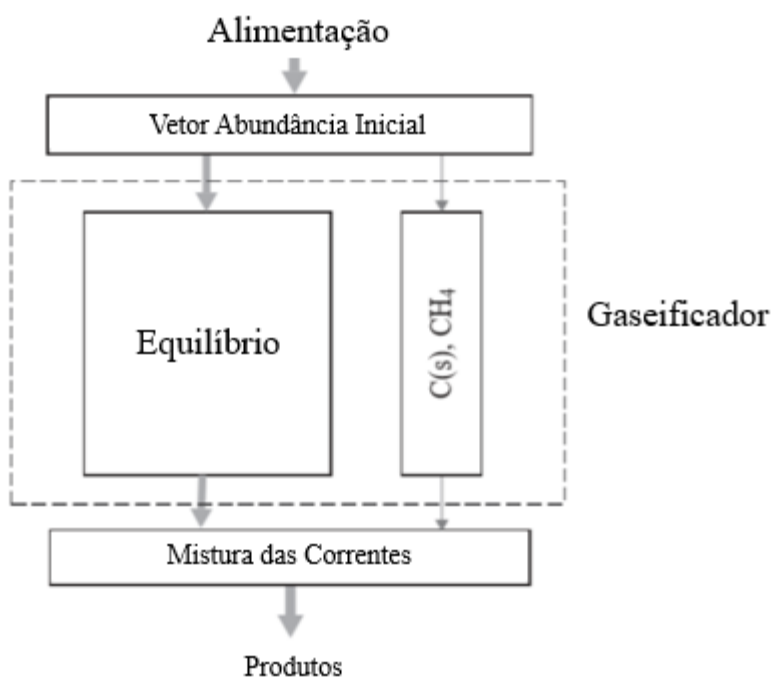 Alimentação
Vetor Abundância Inicial
Equilíbrio
C(s), CH₄
Gaseificador
Mistura das Correntes
Produtos